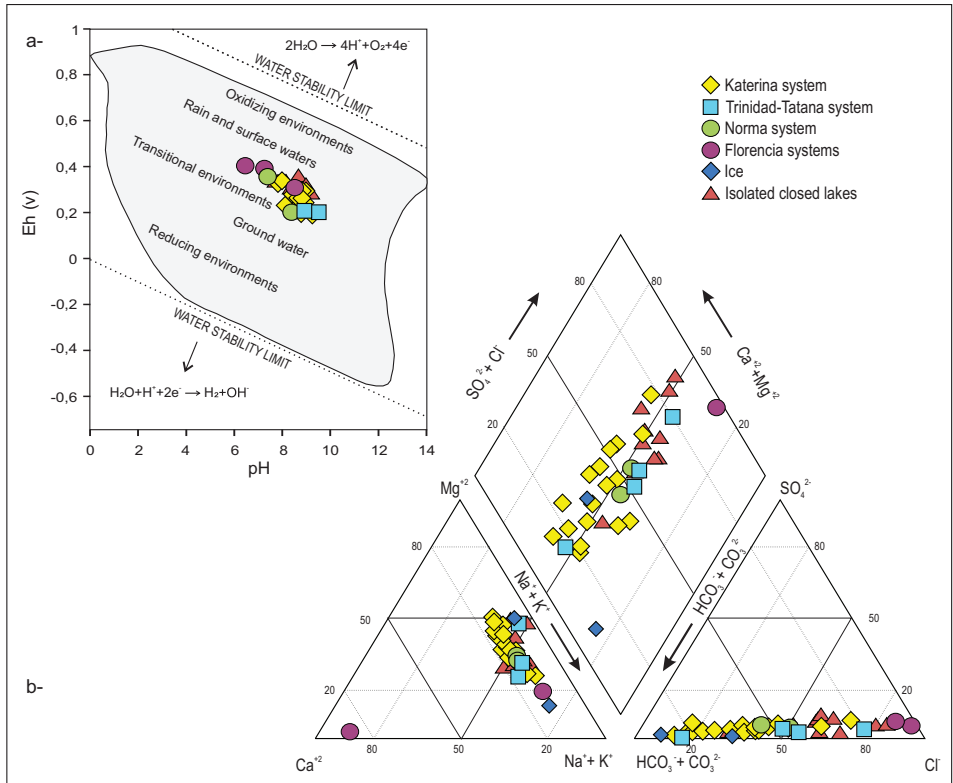 a-
1
0,8
0,6
0,4
0,2
0
-0,2
-0,4
-0,6
Eh (v)
0
2
4
6
8
10
12
14
pH
2H₂O → 4H⁺+O₂+4e⁻
WATER STABILITY LIMIT
Oxidizing environments
Rain and surface waters
Transitional environments
Ground water
Reducing environments
WATER STABILITY LIMIT
H₂O+H⁺+2e⁻ → H₂+OH⁻
Katerina system
Trinidad-Tatana system
Norma system
Florencia systems
Ice
Isolated closed lakes
b-
80
80
50
50
20
20
SO₄²⁻ + Cl⁻
Ca⁺²+Mg⁺²
Na⁺+ K⁺
HCO₃⁻+ CO₃²⁻
Mg⁺²
80
50
20
80
50
20
Ca⁺²
Na⁺+ K⁺
SO₄²⁻
80
50
20
20
50
80
HCO₃⁻+ CO₃²⁻
Cl⁻